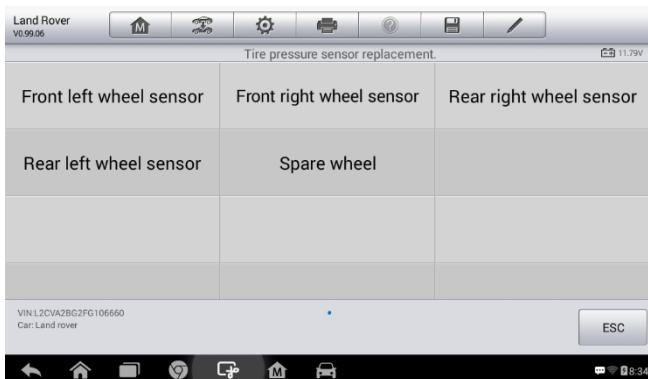 Land Rover
V0.99.06
M
?
Tire pressure sensor replacement.
11.79V
Front left wheel sensor
Front right wheel sensor
Rear right wheel sensor
Rear left wheel sensor
Spare wheel
VIN:L2CVA2BG2FG106660
Car: Land rover
ESC
M
8:34